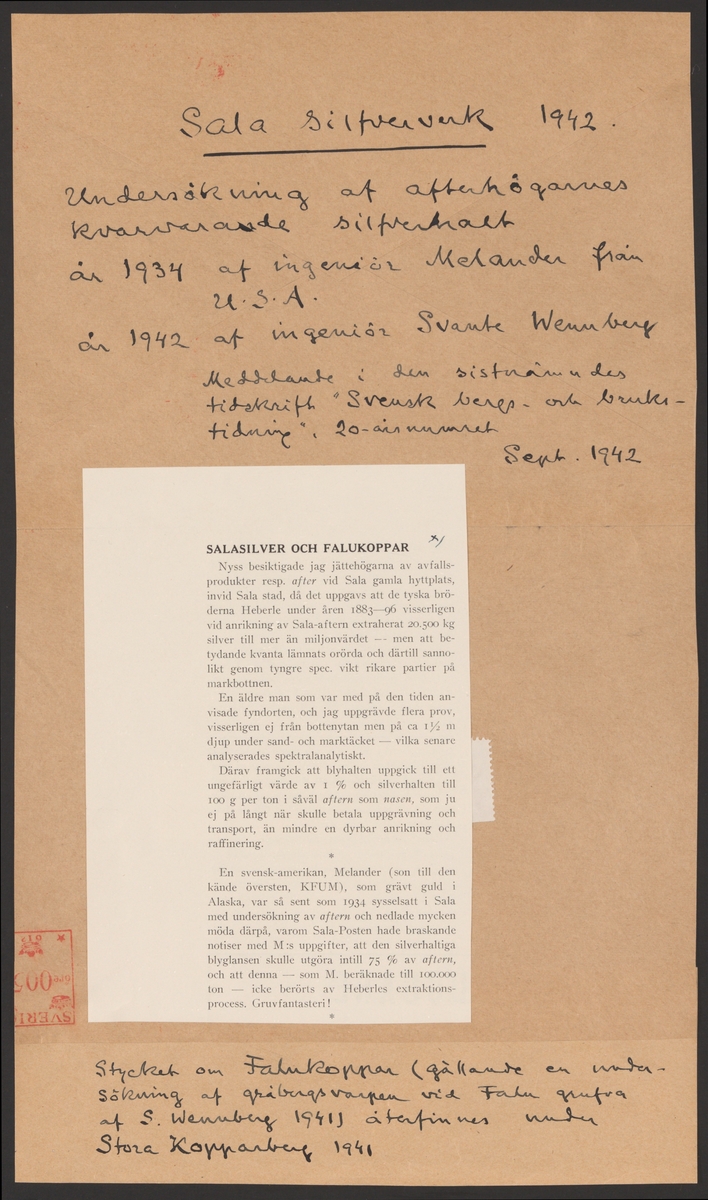 Sala Silfververk 1942.
Undersökning af afterhögarnes
kvarvarande silfverhalt
år 1934 af ingeniör Melander från
U.S.A.
år 1942 af ingeniör Svante Wennberg
Meddelande i den sistnämndes
tidskrift "Svensk bergs- och bruks-
tidning", 20-årsnumret
Sept. 1942
SALASILVER OCH FALUKOPPAR x)
Nyss besiktigade jag jättehögarna av avfalls-
produkter resp. after vid Sala gamla hyttplats,
invid Sala stad, då det uppgavs att de tyska brö-
derna Heberle under åren 1883—96 visserligen
vid anrikning av Sala-aftern extraherat 20.500 kg
silver till mer än miljonvärdet — men att be-
tydande kvanta lämnats orörda och därtill sanno-
likt genom tyngre spec. vikt rikare partier på
markbottnen.
En äldre man som var med på den tiden an-
visade fyndorten, och jag uppgrävde flera prov,
visserligen ej från bottenytan men på ca 1½ m
djup under sand- och marktäcket — vilka senare
analyserades spektralanalytiskt.
Därav framgick att blyhalten uppgick till ett
ungefärligt värde av 1 % och silverhalten till
100 g per ton i såväl aftern som nasen, som ju
ej på långt när skulle betala uppgrävning och
transport, än mindre en dyrbar anrikning och
raffinering.
*
En svensk-amerikan, Melander (son till den
kände översten, KFUM), som grävt guld i
Alaska, var så sent som 1934 sysselsatt i Sala
med undersökning av aftern och nedlade mycken
möda därpå, varom Sala-Posten hade braskande
notiser med M:s uppgifter, att den silverhaltiga
blyglansen skulle utgöra intill 75 % av aftern,
och att denna — som M. beräknade till 100.000
ton — icke berörts av Heberles extraktions-
process. Gruvfantasteri!
*
Stycket om Falukoppar (gällande en under-
sökning af gråbergsvarpen vid Falu grufva
af S. Wennberg 1941) återfinnes under
Stora Kopparberg 1941